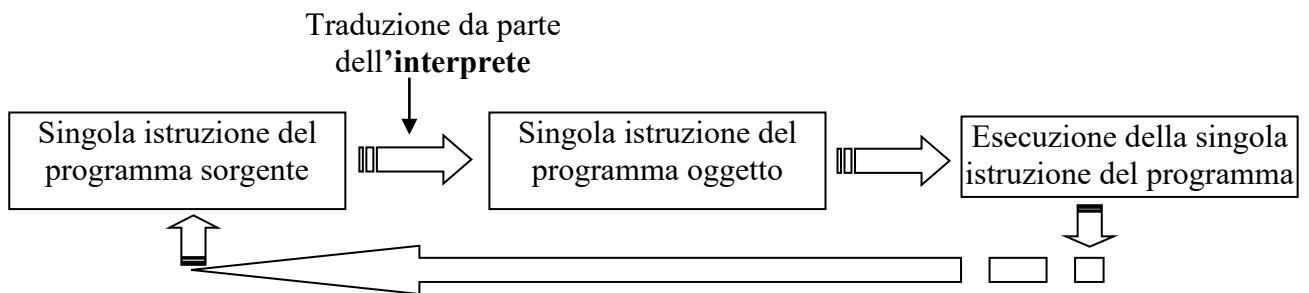 Traduzione da parte
dell'interprete
Singola istruzione del
programma sorgente
Singola istruzione del
programma oggetto
Esecuzione della singola
istruzione del programma